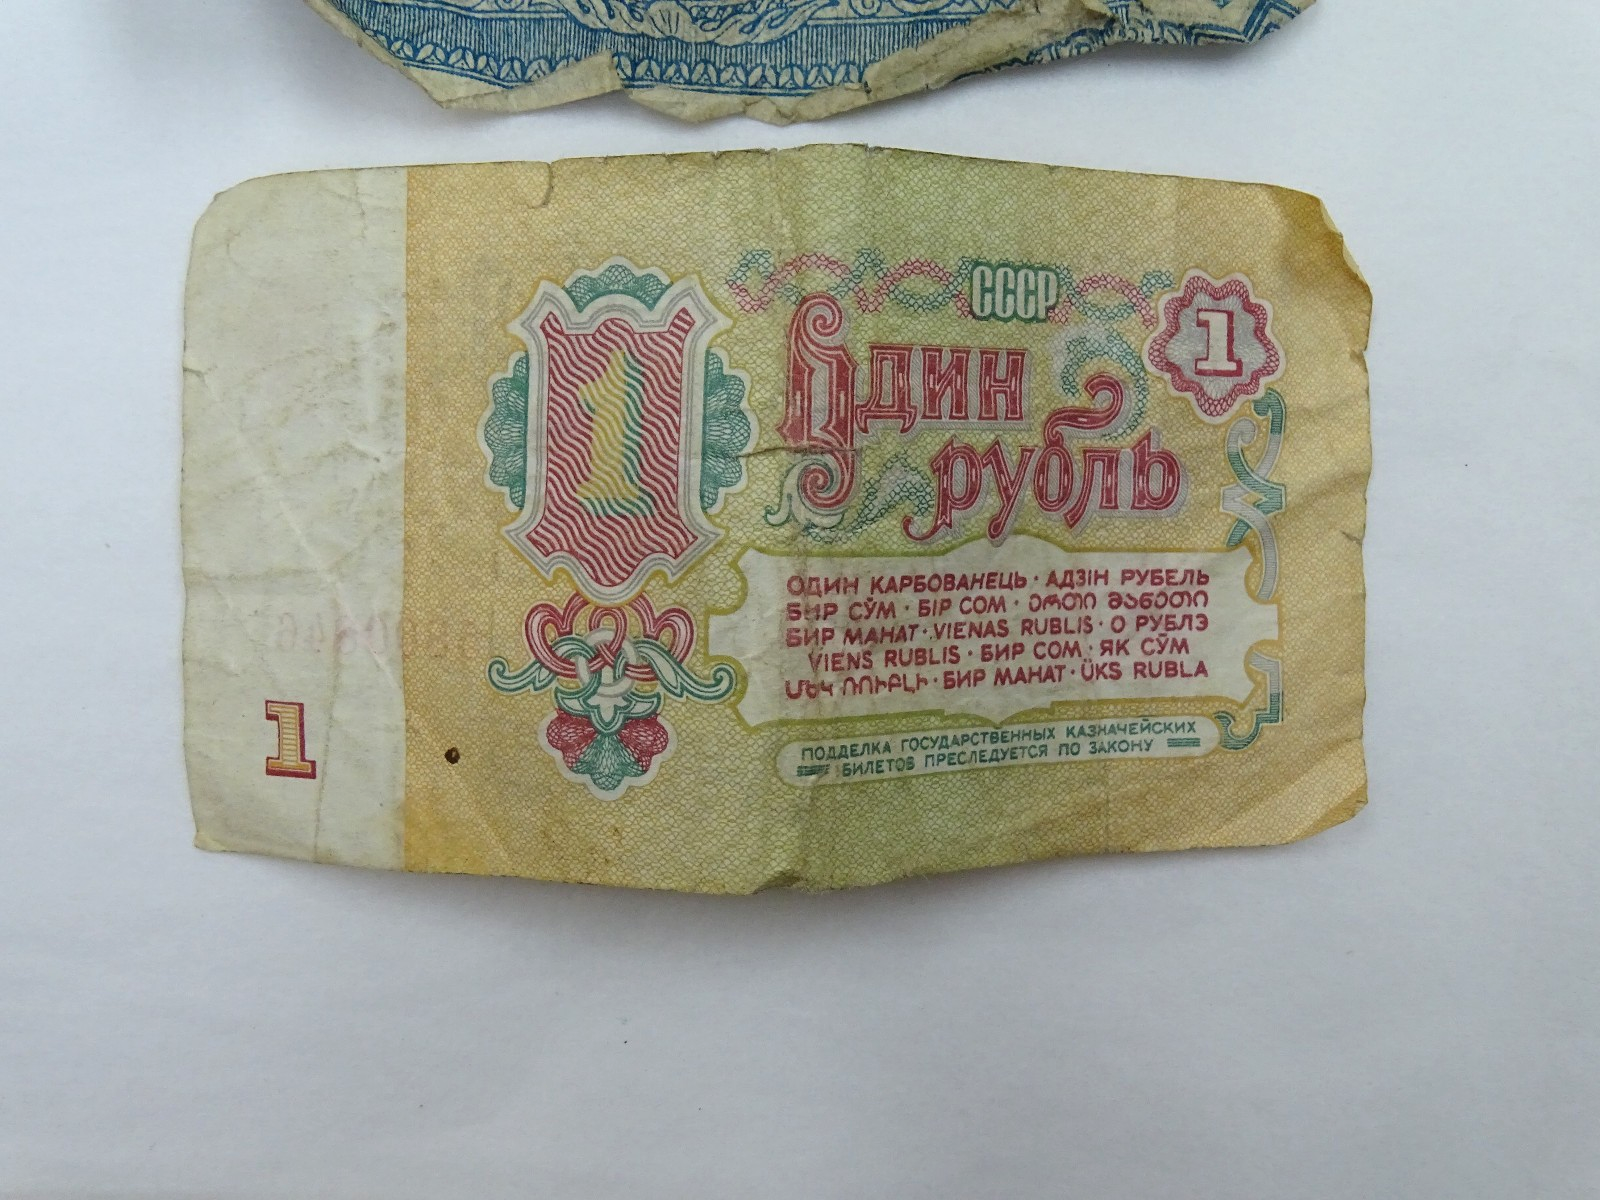 СССР
1
1
Один
рубль
ОДИН КАРБОВАНЕЦЬ · АДЗІН РУБЕЛЬ
БИР СЎМ · БІР СОМ · ᲔᲠᲗᲘ ᲛᲐᲜᲔᲗᲘ
БИР МАНАТ · VIENAS RUBLIS · О РУБЛЭ
VIENS RUBLIS · БИР СОМ · ЯК СӮМ
ՄԵԿ ՌՈՒԲԼԻ · БИР МАНАТ · ÜKS RUBLA
1
ПОДДЕЛКА ГОСУДАРСТВЕННЫХ КАЗНАЧЕЙСКИХ
БИЛЕТОВ ПРЕСЛЕДУЕТСЯ ПО ЗАКОНУ